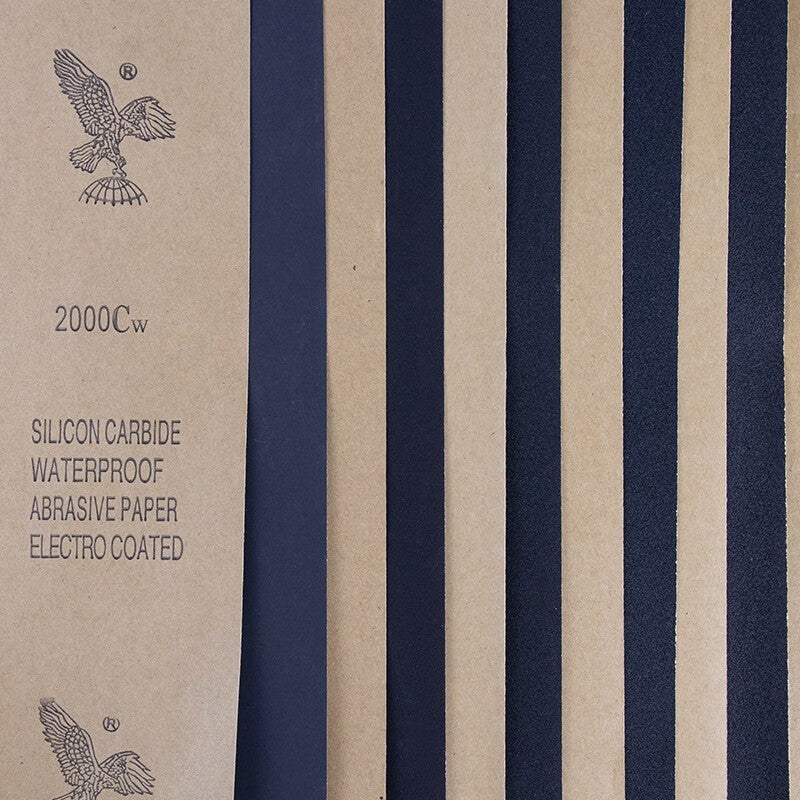 ®
2000Cw
SILICON CARBIDE
WATERPROOF
ABRASIVE PAPER
ELECTRO COATED
®